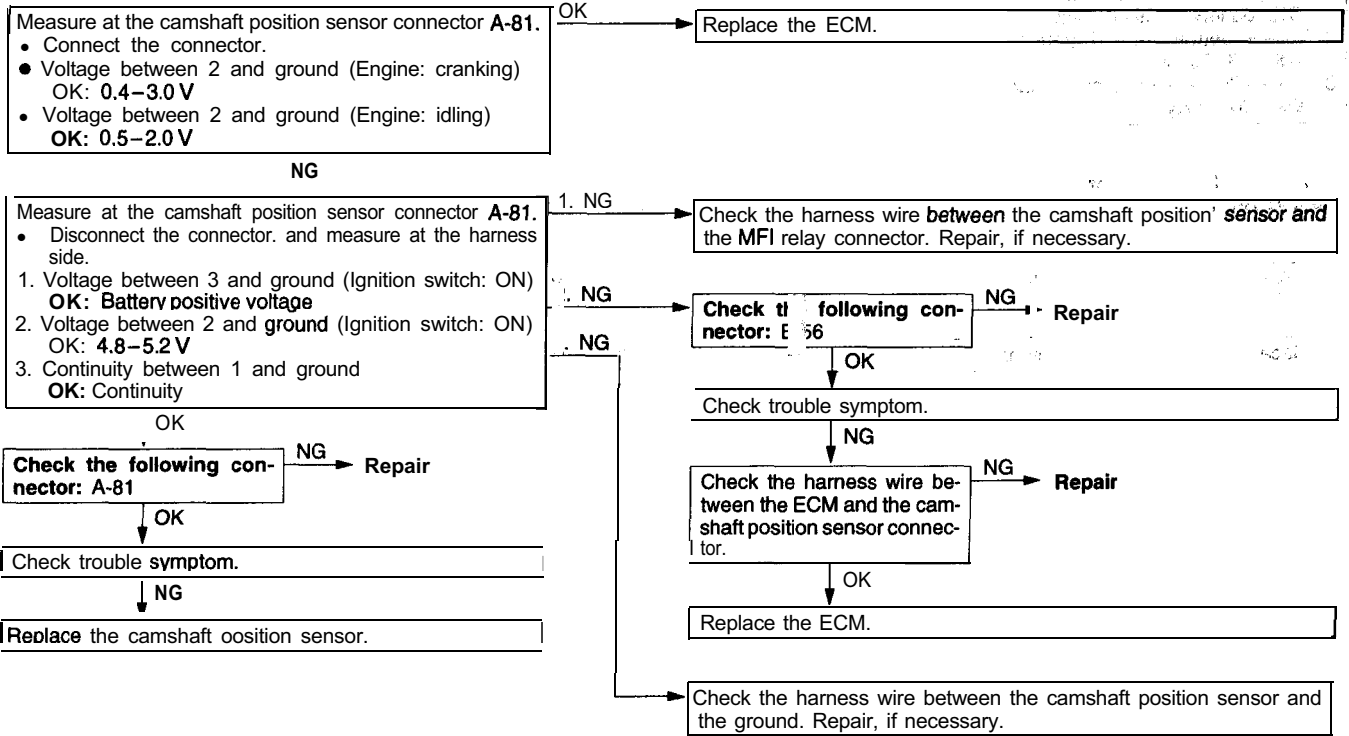 Measure at the camshaft position sensor connector A-81.
• Connect the connector.
• Voltage between 2 and ground (Engine: cranking)
OK: 0.4–3.0 V
• Voltage between 2 and ground (Engine: idling)
OK: 0.5–2.0 V
OK
Replace the ECM.
NG
Measure at the camshaft position sensor connector A-81.
• Disconnect the connector. and measure at the harness
side.
1. Voltage between 3 and ground (Ignition switch: ON)
OK: Battery positive voltage
2. Voltage between 2 and ground (Ignition switch: ON)
OK: 4.8–5.2 V
3. Continuity between 1 and ground
OK: Continuity
1. NG
Check the harness wire between the camshaft position' sensor and
the MFI relay connector. Repair, if necessary.
. NG
Check following con-
nector: 56
NG
Repair
OK
Check trouble symptom.
NG
Check the harness wire be-
tween the ECM and the cam-
shaft position sensor connec-
tor.
NG
Repair
OK
Replace the ECM.
. NG
Check the harness wire between the camshaft position sensor and
the ground. Repair, if necessary.
OK
Check the following con-
nector: A-81
NG
Repair
OK
Check trouble symptom.
NG
Replace the camshaft oosition sensor.